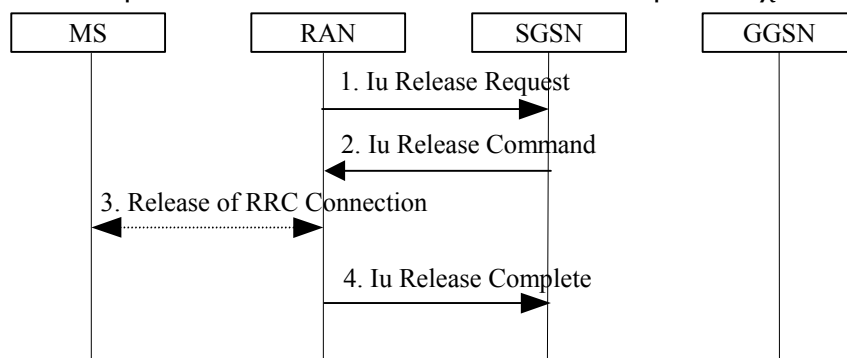 MS RAN SGSN GGSN
1. Iu Release Request
2. Iu Release Command
3. Release of RRC Connection
4. Iu Release Complete